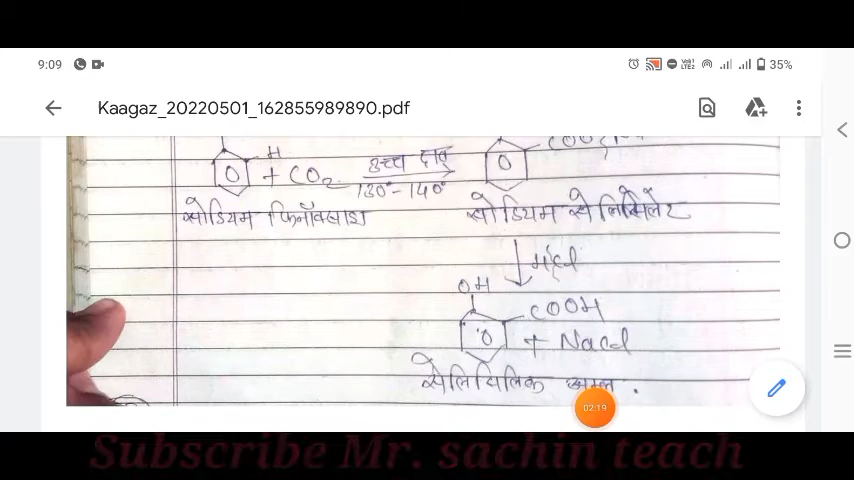 9:09 35%
Kaagaz_20220501_162855989890.pdf
H
+ CO2 उच्च दाब
130°-140°
सोडियम फिनॉक्साइड सोडियम सेलिसिलेट
HCl
OH
COOH
+ NaCl
सेलिसिलिक अम्ल .
02:19
Subscribe Mr. sachin teach